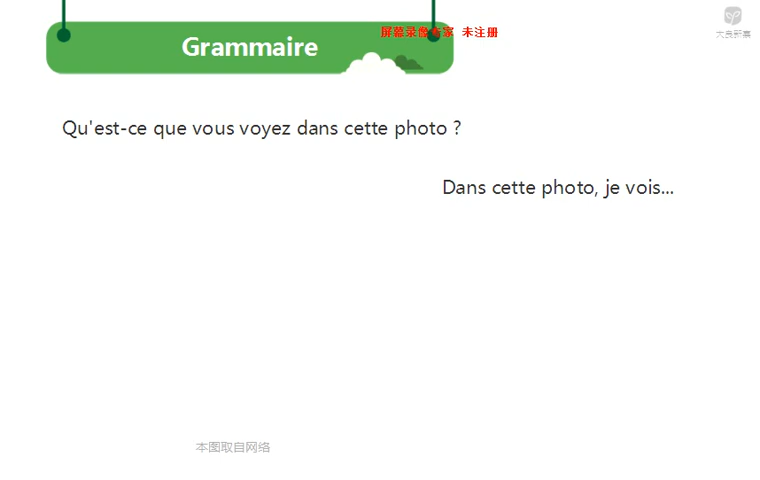 Grammaire
屏幕录像专家 未注册
Qu'est-ce que vous voyez dans cette photo ?
Dans cette photo, je vois...
本图取自网络